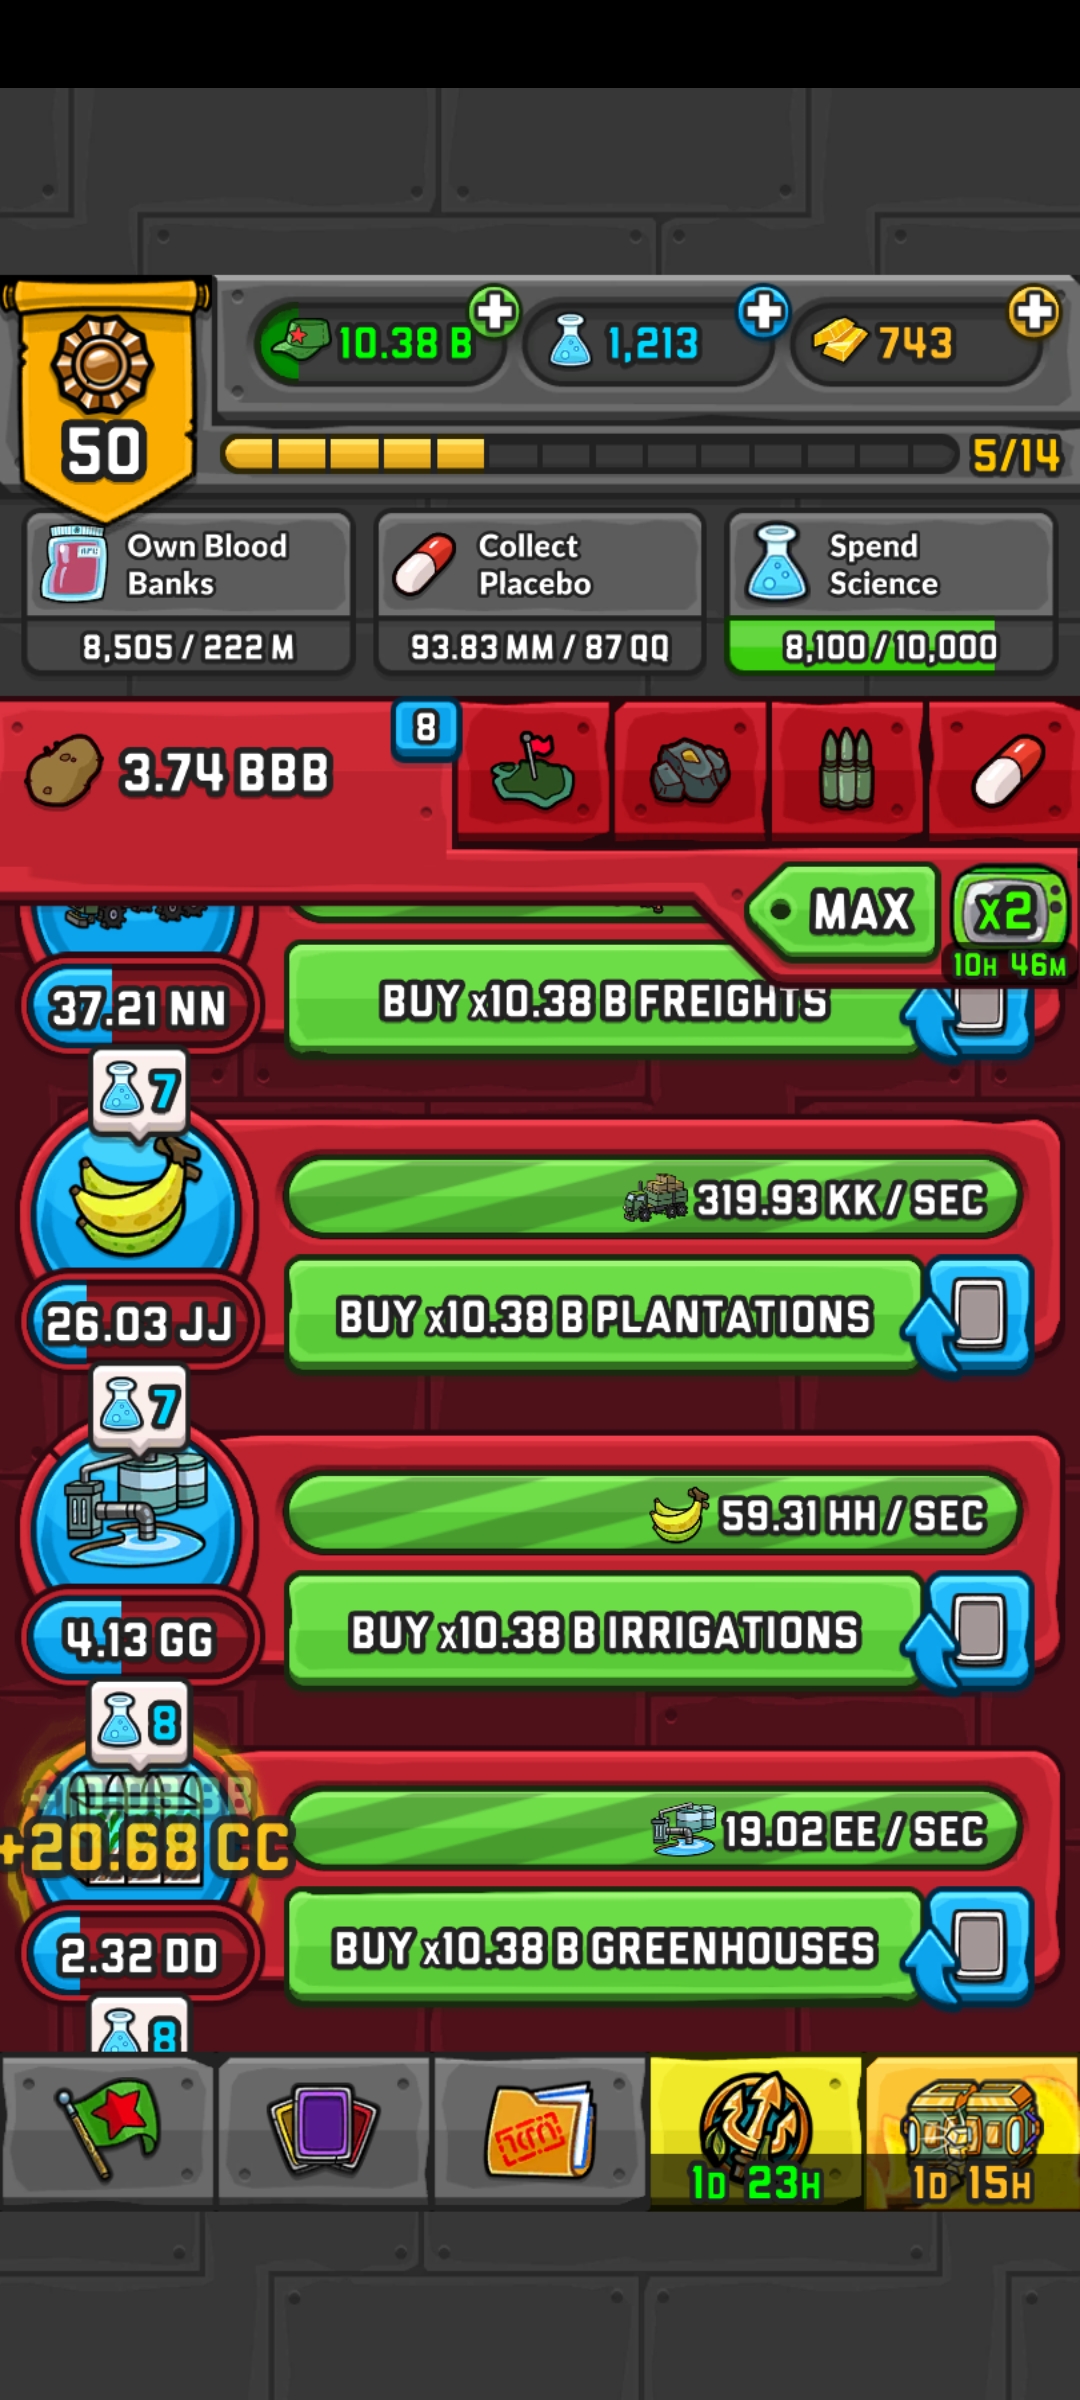 10.38 B
1,213
743
50
5/14
Own Blood
Banks
8,505 / 222 M
Collect
Placebo
93.83 MM / 87 QQ
Spend
Science
8,100 / 10,000
3.74 BBB
8
MAX
x2
10H 46M
37.21 NN
BUY x10.38 B FREIGHTS
7
319.93 KK / SEC
26.03 JJ
BUY x10.38 B PLANTATIONS
7
59.31 HH / SEC
4.13 GG
BUY x10.38 B IRRIGATIONS
8
+20.68 CC
19.02 EE / SEC
2.32 DD
BUY x10.38 B GREENHOUSES
8
1D 23H
1D 15H